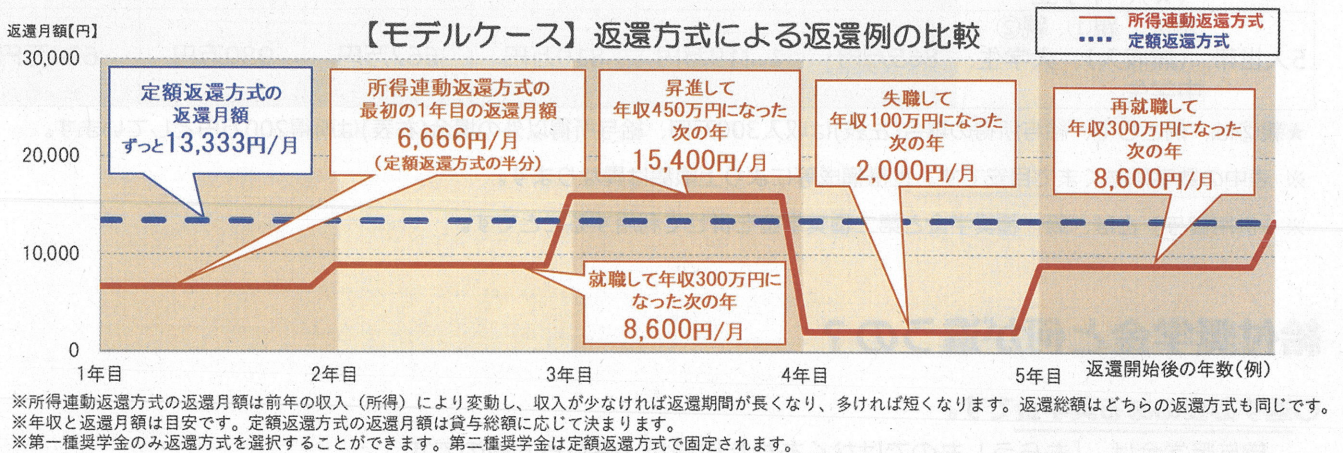 返還月額[円]
【モデルケース】返還方式による返還例の比較
所得連動返還方式
定額返還方式
30,000
20,000
10,000
0
定額返還方式の
返還月額
ずっと13,333円/月
所得連動返還方式の
最初の1年目の返還月額
6,666円/月
(定額返還方式の半分)
昇進して
年収450万円になった
次の年
15,400円/月
失職して
年収100万円になった
次の年
2,000円/月
再就職して
年収300万円になった
次の年
8,600円/月
就職して年収300万円に
なった次の年
8,600円/月
1年目
2年目
3年目
4年目
5年目
返還開始後の年数(例)
※所得連動返還方式の返還月額は前年の収入（所得）により変動し、収入が少なければ返還期間が長くなり、多ければ短くなります。返還総額はどちらの返還方式も同じです。
※年収と返還月額は目安です。定額返還方式の返還月額は貸与総額に応じて決まります。
※第一種奨学金のみ返還方式を選択することができます。第二種奨学金は定額返還方式で固定されます。